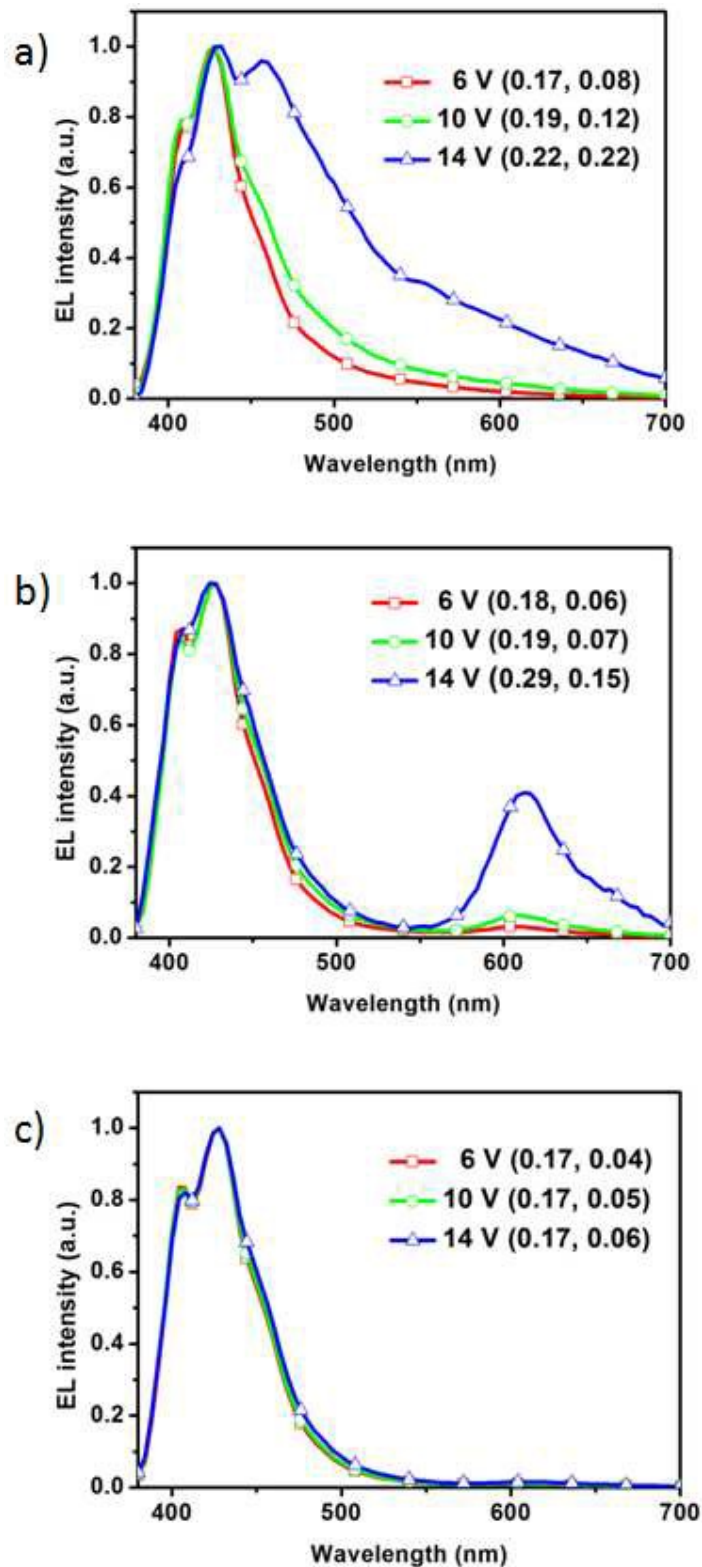 a)
1.0
0.8
0.6
0.4
0.2
0.0
EL intensity (a.u.)
6 V (0.17, 0.08)
10 V (0.19, 0.12)
14 V (0.22, 0.22)
400 500 600 700
Wavelength (nm)
b)
1.0
0.8
0.6
0.4
0.2
0.0
EL intensity (a.u.)
6 V (0.18, 0.06)
10 V (0.19, 0.07)
14 V (0.29, 0.15)
400 500 600 700
Wavelength (nm)
c)
1.0
0.8
0.6
0.4
0.2
0.0
EL intensity (a.u.)
6 V (0.17, 0.04)
10 V (0.17, 0.05)
14 V (0.17, 0.06)
400 500 600 700
Wavelength (nm)